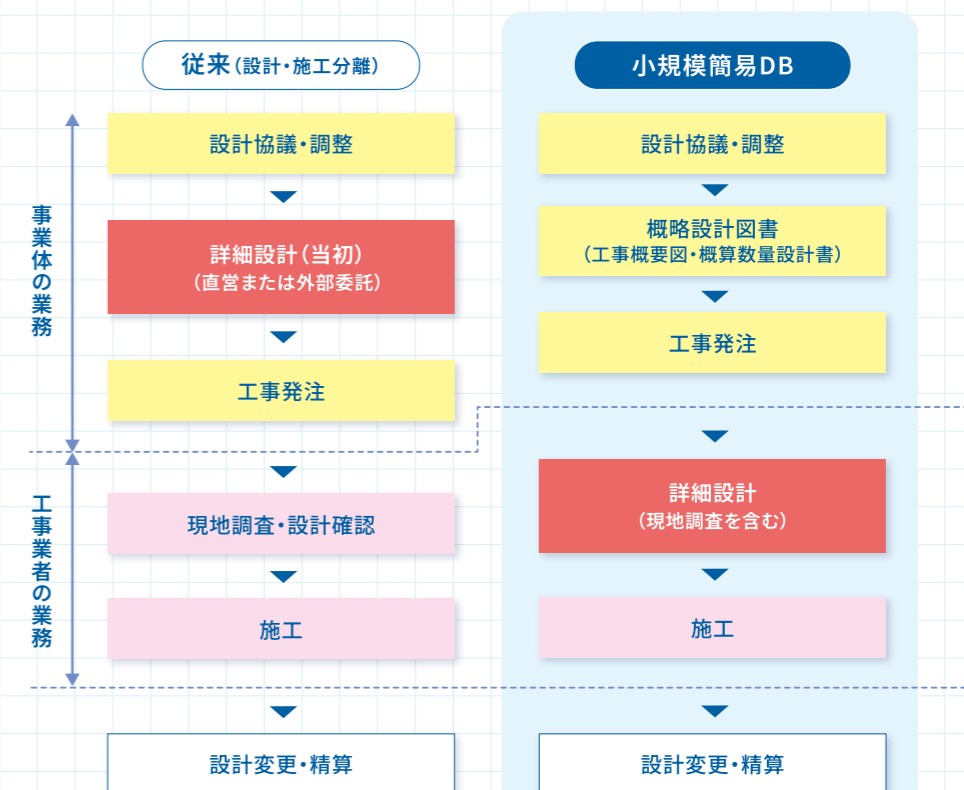 従来（設計・施工分離）
小規模簡易DB
事業体の業務
設計協議・調整
詳細設計（当初）
（直営または外部委託）
工事発注
設計協議・調整
概略設計図書
（工事概要図・概算数量設計書）
工事発注
工事業者の業務
現地調査・設計確認
施工
詳細設計
（現地調査を含む）
施工
設計変更・精算
設計変更・精算